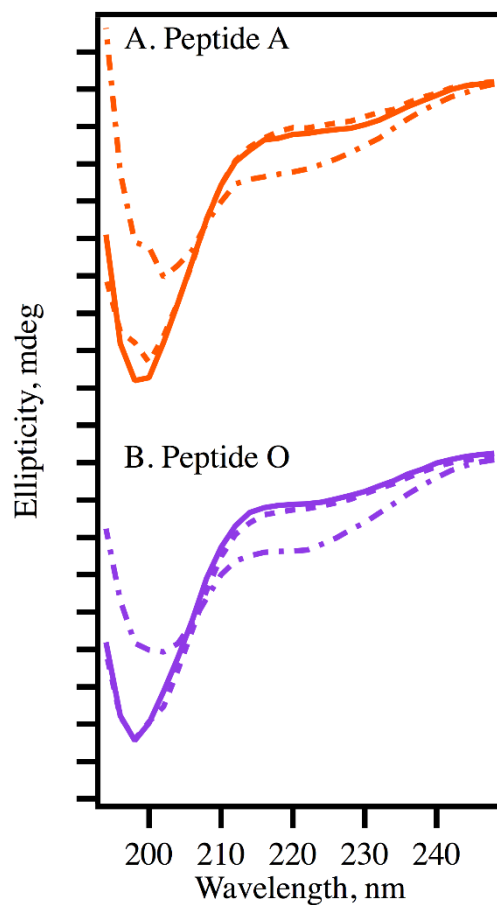 A. Peptide A
Ellipticity, mdeg
B. Peptide O
200 210 220 230 240
Wavelength, nm